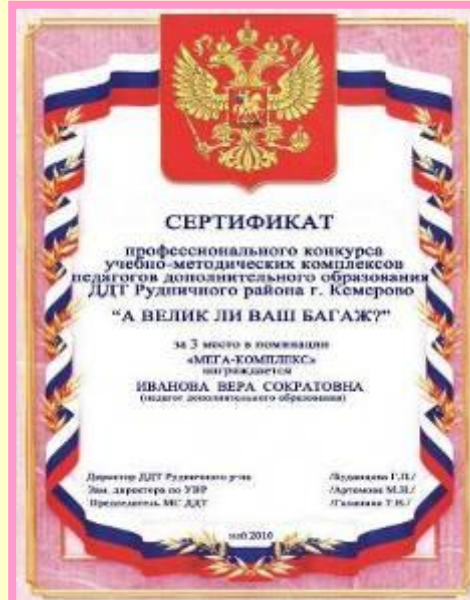 СЕРТИФИКАТ
профессионального конкурса
учебно-методических комплексов
педагогов дополнительного образования
ДДТ Рудничного района г. Кемерово
“А ВЕЛИК ЛИ ВАШ БАГАЖ?”
за 3 место в номинации
«МЕГА-КОМПЛЕКС»
награждается
ИВАНОВА ВЕРА СОКРАТОВНА
(педагог дополнительного образования)
Директор ДДТ Рудничного р-на
Зам. директора по УВР /Артемова М.Н./
Председатель МС ДДТ
май 2010